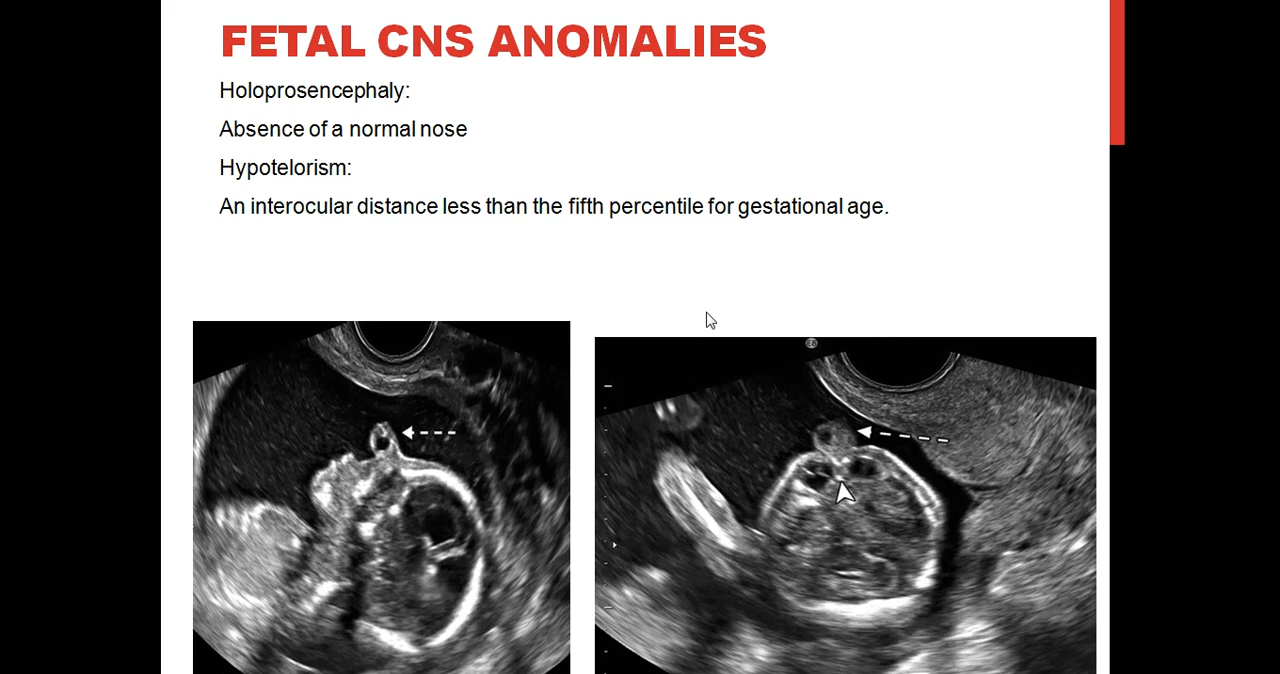 FETAL CNS ANOMALIES
Holoprosencephaly:
Absence of a normal nose
Hypotelorism:
An interocular distance less than the fifth percentile for gestational age.